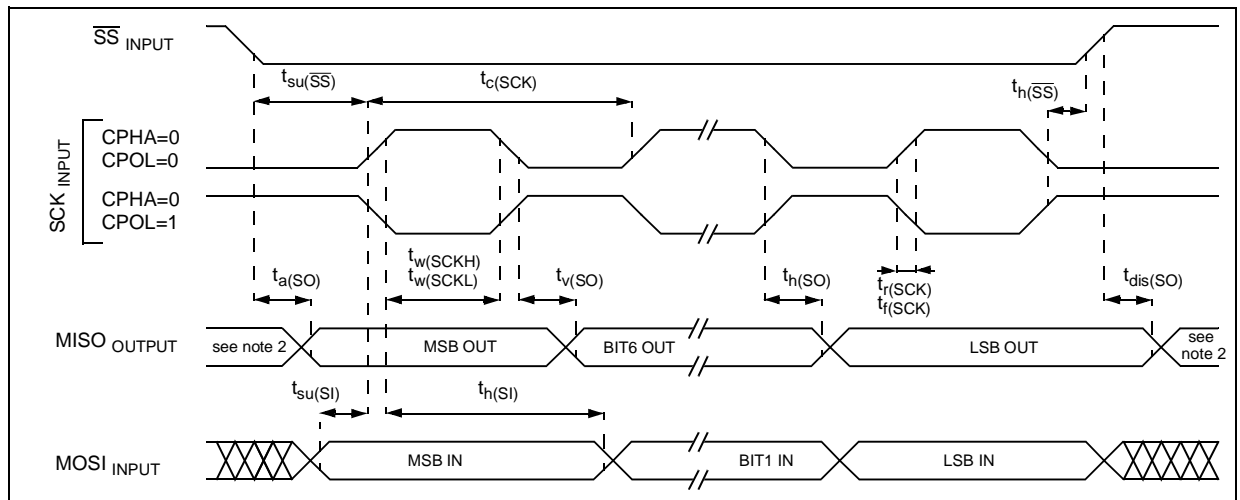 SS INPUT
tsu(SS)
tc(SCK)
th(SS)
SCK INPUT
CPHA=0
CPOL=0
CPHA=0
CPOL=1
ta(SO)
tw(SCKH)
tw(SCKL)
tv(SO)
th(SO)
tr(SCK)
tf(SCK)
tdis(SO)
MISO OUTPUT
see note 2
MSB OUT
BIT6 OUT
LSB OUT
see
note 2
tsu(SI)
th(SI)
MOSI INPUT
MSB IN
BIT1 IN
LSB IN